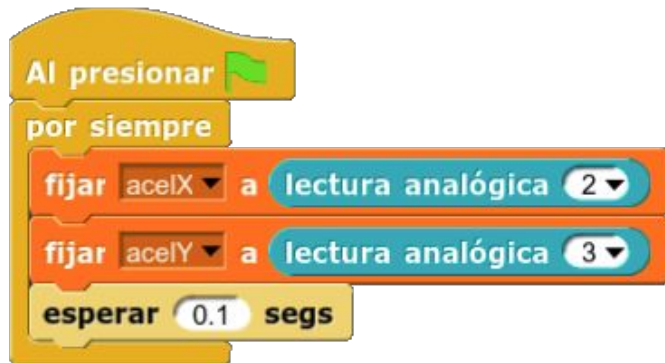 Al presionar
por siempre
fijar acelX a lectura analógica 2
fijar acelY a lectura analógica 3
esperar 0.1 segs